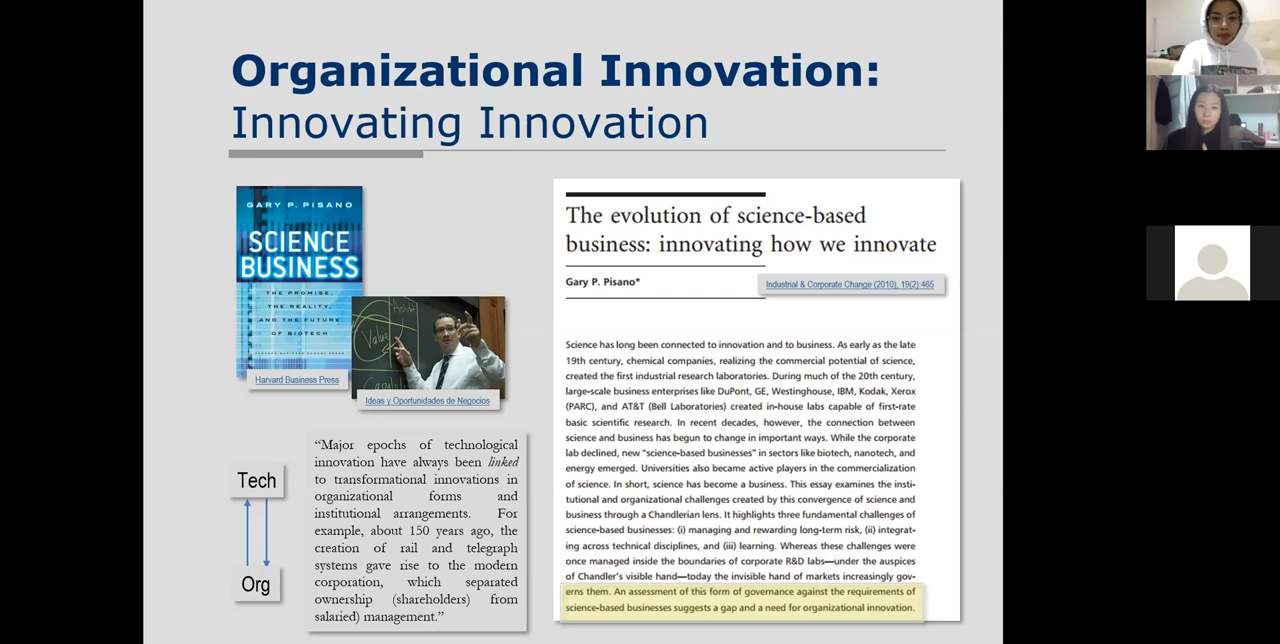 Organizational Innovation:
Innovating Innovation
GARY P. PISANO
SCIENCE
BUSINESS
THE PROMISE,
THE REALITY,
AND THE FUTURE
OF BIOTECH
HARVARD BUSINESS SCHOOL PRESS
Harvard Business Press
Value
Ideas y Oportunidades de Negocios
Tech
Org
“Major epochs of technological
innovation have always been linked
to transformational innovations in
organizational forms and
institutional arrangements. For
example, about 150 years ago, the
creation of rail and telegraph
systems gave rise to the modern
corporation, which separated
ownership (shareholders) from
salaried) management.”
The evolution of science-based
business: innovating how we innovate
Gary P. Pisano*
Industrial & Corporate Change (2010), 19(2):465
Science has long been connected to innovation and to business. As early as the late
19th century, chemical companies, realizing the commercial potential of science,
created the first industrial research laboratories. During much of the 20th century,
large-scale business enterprises like DuPont, GE, Westinghouse, IBM, Kodak, Xerox
(PARC), and AT&T (Bell Laboratories) created in-house labs capable of first-rate
basic scientific research. In recent decades, however, the connection between
science and business has begun to change in important ways. While the corporate
lab declined, new “science-based businesses” in sectors like biotech, nanotech, and
energy emerged. Universities also became active players in the commercialization
of science. In short, science has become a business. This essay examines the insti-
tutional and organizational challenges created by this convergence of science and
business through a Chandlerian lens. It highlights three fundamental challenges of
science-based businesses: (i) managing and rewarding long-term risk, (ii) integrat-
ing across technical disciplines, and (iii) learning. Whereas these challenges were
once managed inside the boundaries of corporate R&D labs—under the auspices
of Chandler’s visible hand—today the invisible hand of markets increasingly gov-
erns them. An assessment of this form of governance against the requirements of
science-based businesses suggests a gap and a need for organizational innovation.